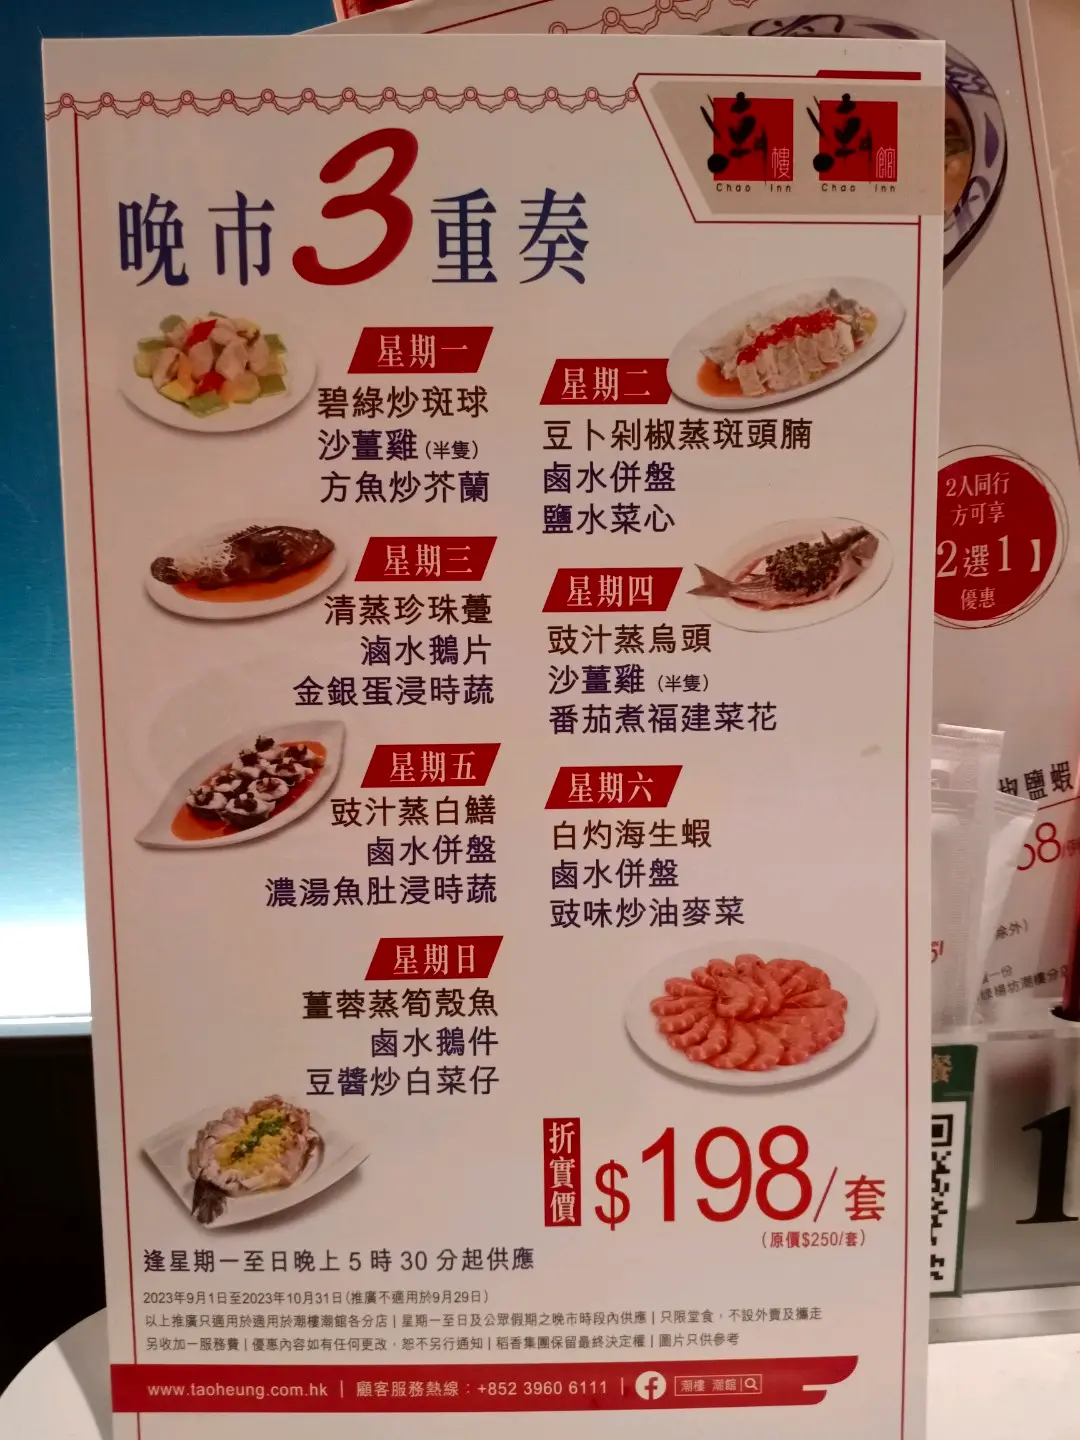 樓
館
Chao Inn
Chao Inn
晚市3重奏
星期一
碧綠炒斑球
沙薑雞(半隻)
方魚炒芥蘭
星期二
豆卜剁椒蒸斑頭腩
鹵水併盤
鹽水菜心
星期三
清蒸珍珠躉
滷水鵝片
金銀蛋浸時蔬
星期四
豉汁蒸烏頭
沙薑雞(半隻)
番茄煮福建菜花
星期五
豉汁蒸白鱔
鹵水併盤
濃湯魚肚浸時蔬
星期六
白灼海生蝦
鹵水併盤
豉味炒油麥菜
星期日
薑蓉蒸筍殼魚
鹵水鵝件
豆醬炒白菜仔
折實價
$198/套
(原價$250/套)
逢星期一至日晚上5時30分起供應
2023年9月1日至2023年10月31日(推廣不適用於9月29日)
以上推廣只適用於適用於潮樓潮館各分店 | 星期一至日及公眾假期之晚市時段內供應 | 只限堂食，不設外賣及攜走
另收加一服務費 | 優惠內容如有任何更改，恕不另行通知 | 稻香集團保留最終決定權 | 圖片只供參考
www.taoheung.com.hk | 顧客服務熱線：+852 3960 6111 | f 潮樓 潮館
2人同行
方可享
2選1】
優惠
鹽蝦
8/例
外)
一份
楊坊潮樓分
1